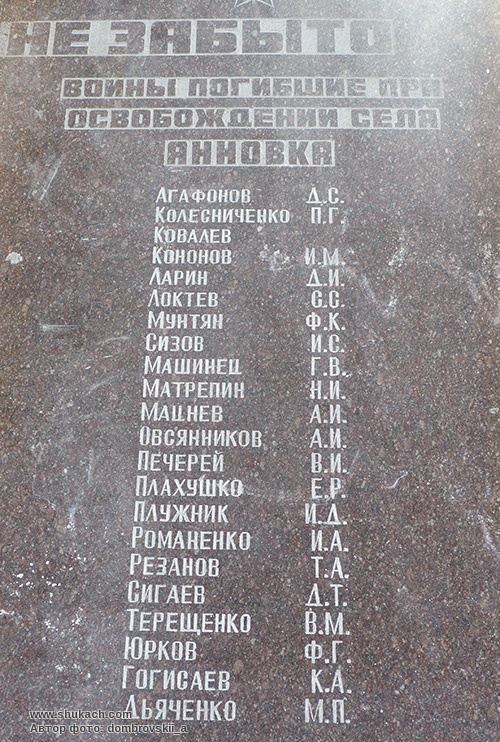 НЕ ЗАБЫТО
ВОИНЫ ПОГИБШИЕ ПРИ
ОСВОБОЖДЕНИИ СЕЛА
АННОВКА
АГАФОНОВ Д.С.
КОЛЕСНИЧЕНКО П.Г.
КОВАЛЕВ
КОНОНОВ И.М.
ЛАРИН Д.И.
ЛОКТЕВ С.С.
МУНТЯН Ф.К.
СИЗОВ И.С.
МАШИНЕЦ Г.В.
МАТРЕПИН Н.И.
МАЦНЕВ А.И.
ОВСЯННИКОВ А.И.
ПЕЧЕРЕЙ В.И.
ПЛАХУШКО Е.Р.
ПЛУЖНИК И.Д.
РОМАНЕНКО И.А.
РЕЗАНОВ Т.А.
СИГАЕВ Д.Т.
ТЕРЕЩЕНКО В.М.
ЮРКОВ Ф.Г.
ГОГИСАЕВ К.А.
ДЬЯЧЕНКО М.П.
www.shukach.com
Автор фото: dombrovskii_a